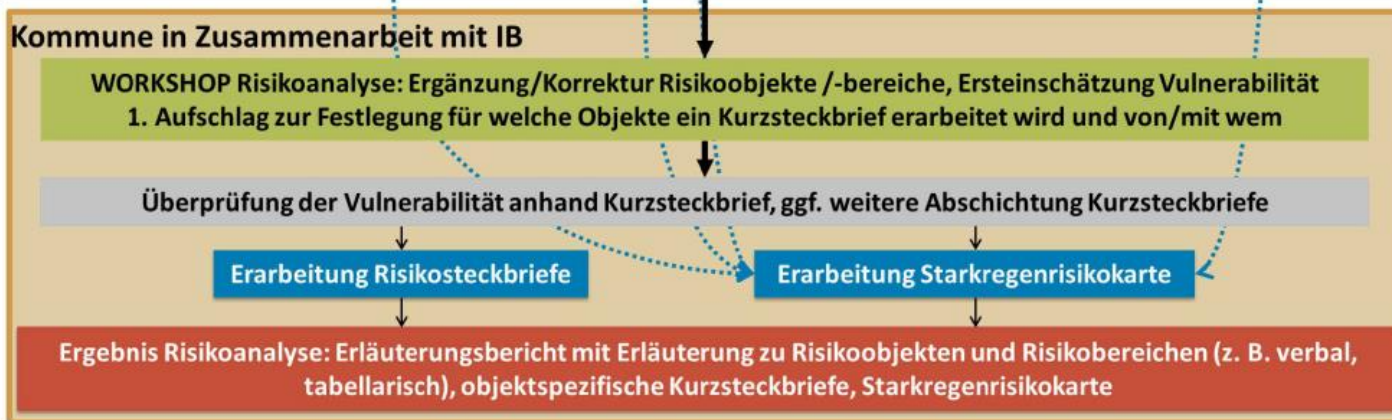 Kommune in Zusammenarbeit mit IB
WORKSHOP Risikoanalyse: Ergänzung/Korrektur Risikoobjekte /-bereiche, Ersteinschätzung Vulnerabilität
1. Aufschlag zur Festlegung für welche Objekte ein Kurzsteckbrief erarbeitet wird und von/mit wem
Überprüfung der Vulnerabilität anhand Kurzsteckbrief, ggf. weitere Abschichtung Kurzsteckbriefe
Erarbeitung Risikosteckbriefe
Erarbeitung Starkregenrisikokarte
Ergebnis Risikoanalyse: Erläuterungsbericht mit Erläuterung zu Risikoobjekten und Risikobereichen (z. B. verbal,
tabellarisch), objektspezifische Kurzsteckbriefe, Starkregenrisikokarte